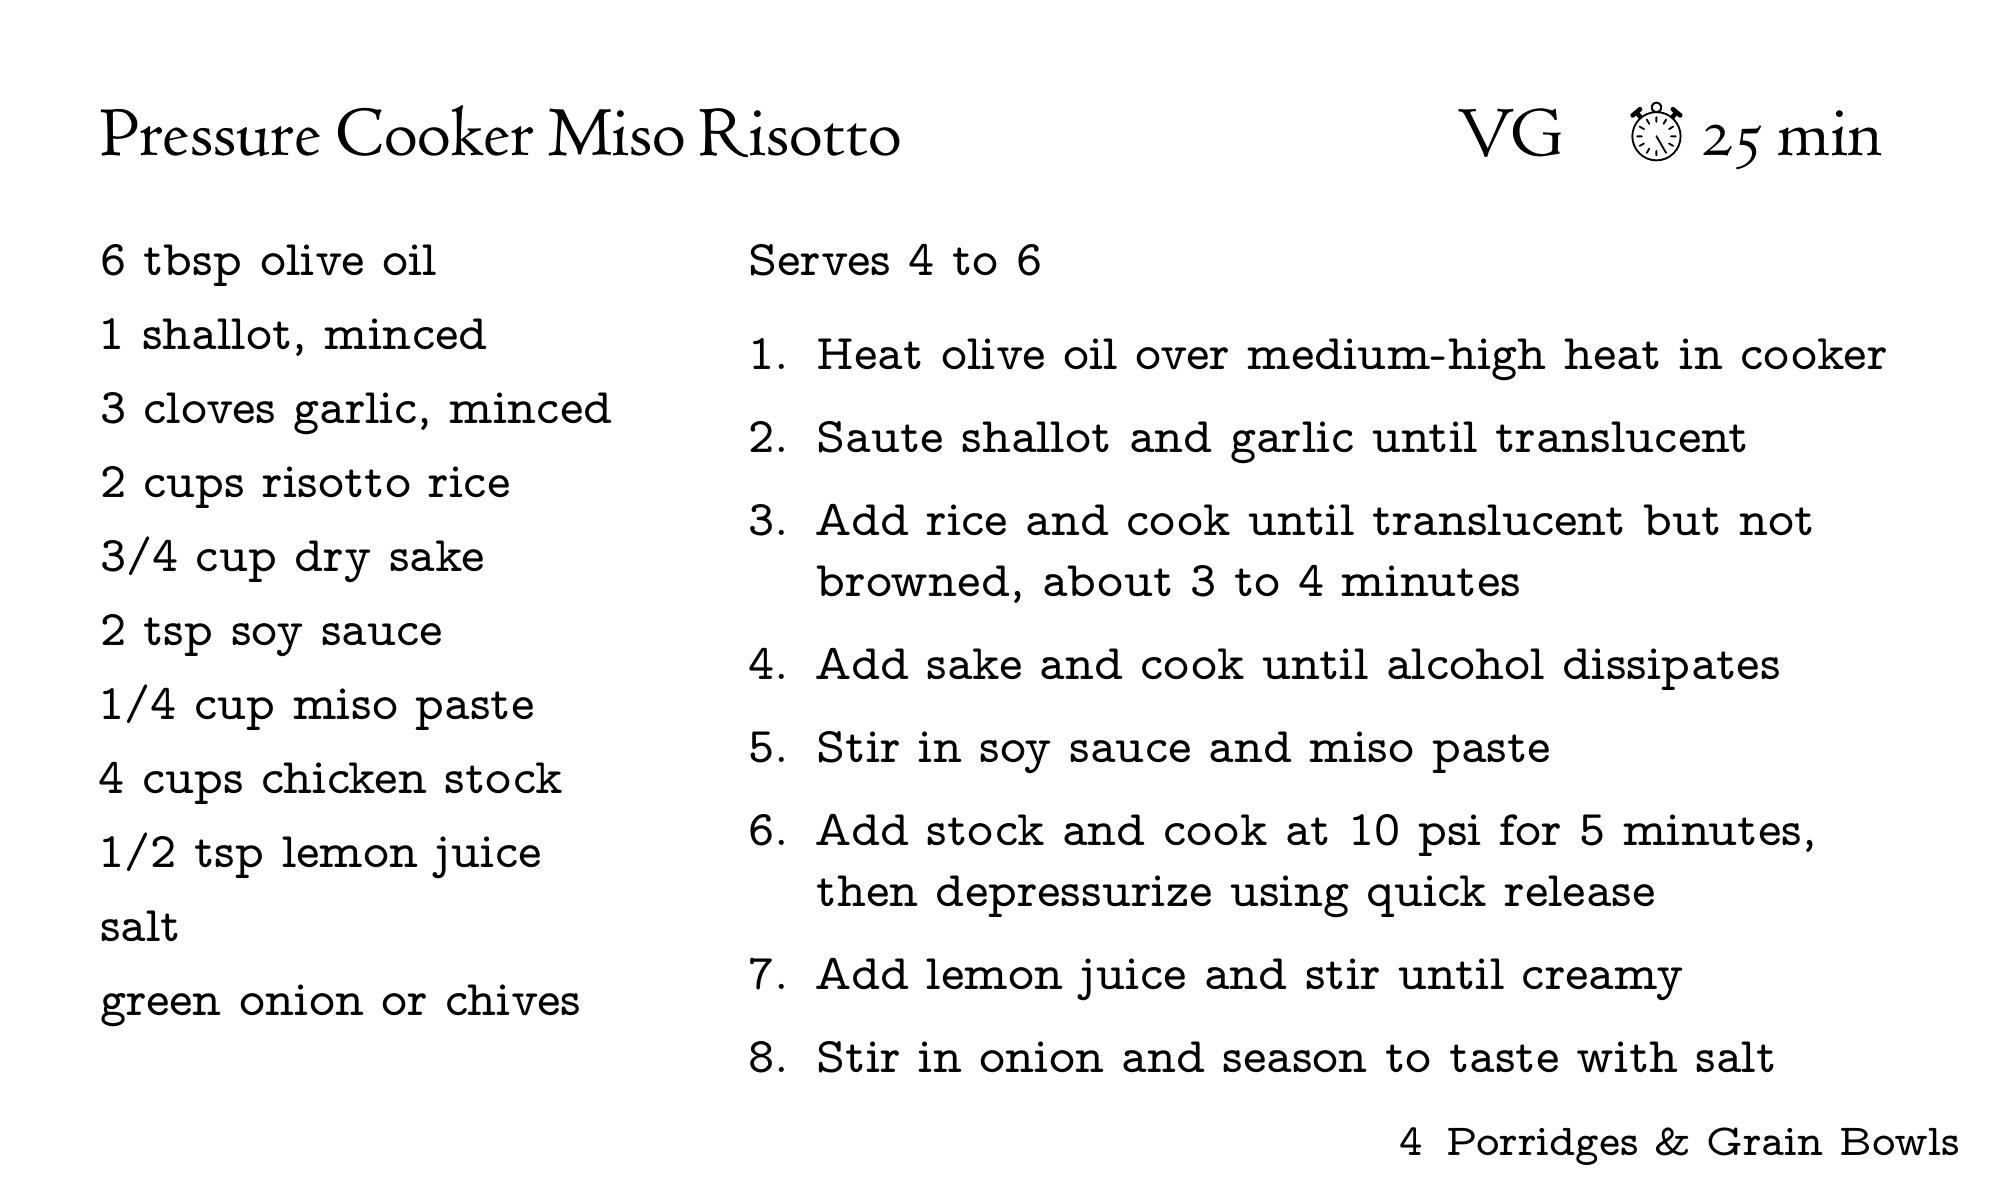 Pressure Cooker Miso Risotto
VG 25 min
6 tbsp olive oil
1 shallot, minced
3 cloves garlic, minced
2 cups risotto rice
3/4 cup dry sake
2 tsp soy sauce
1/4 cup miso paste
4 cups chicken stock
1/2 tsp lemon juice
salt
green onion or chives
Serves 4 to 6
1. Heat olive oil over medium-high heat in cooker
2. Saute shallot and garlic until translucent
3. Add rice and cook until translucent but not
browned, about 3 to 4 minutes
4. Add sake and cook until alcohol dissipates
5. Stir in soy sauce and miso paste
6. Add stock and cook at 10 psi for 5 minutes,
then depressurize using quick release
7. Add lemon juice and stir until creamy
8. Stir in onion and season to taste with salt
4 Porridges & Grain Bowls